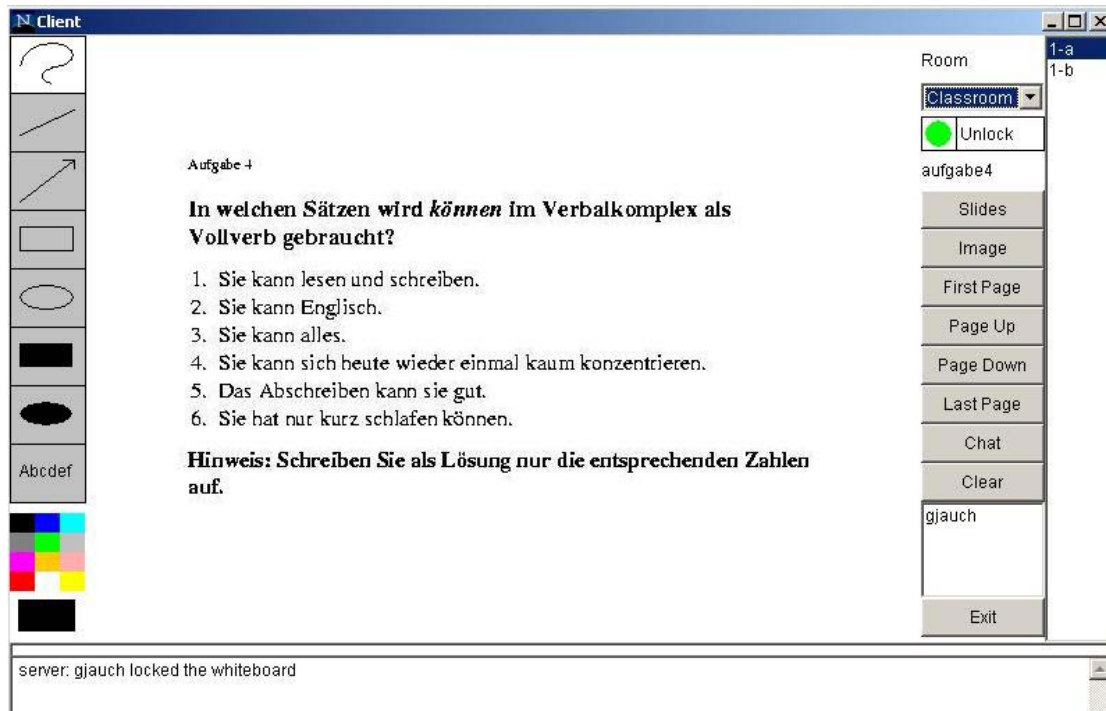 Client
Abcdef
Aufgabe 4
In welchen Sätzen wird können im Verbalkomplex als
Vollverb gebraucht?
1. Sie kann lesen und schreiben.
2. Sie kann Englisch.
3. Sie kann alles.
4. Sie kann sich heute wieder einmal kaum konzentrieren.
5. Das Abschreiben kann sie gut.
6. Sie hat nur kurz schlafen können.
Hinweis: Schreiben Sie als Lösung nur die entsprechenden Zahlen
auf.
Room
Classroom
Unlock
aufgabe4
Slides
Image
First Page
Page Up
Page Down
Last Page
Chat
Clear
gjauch
Exit
1-a
1-b
server: gjauch locked the whiteboard